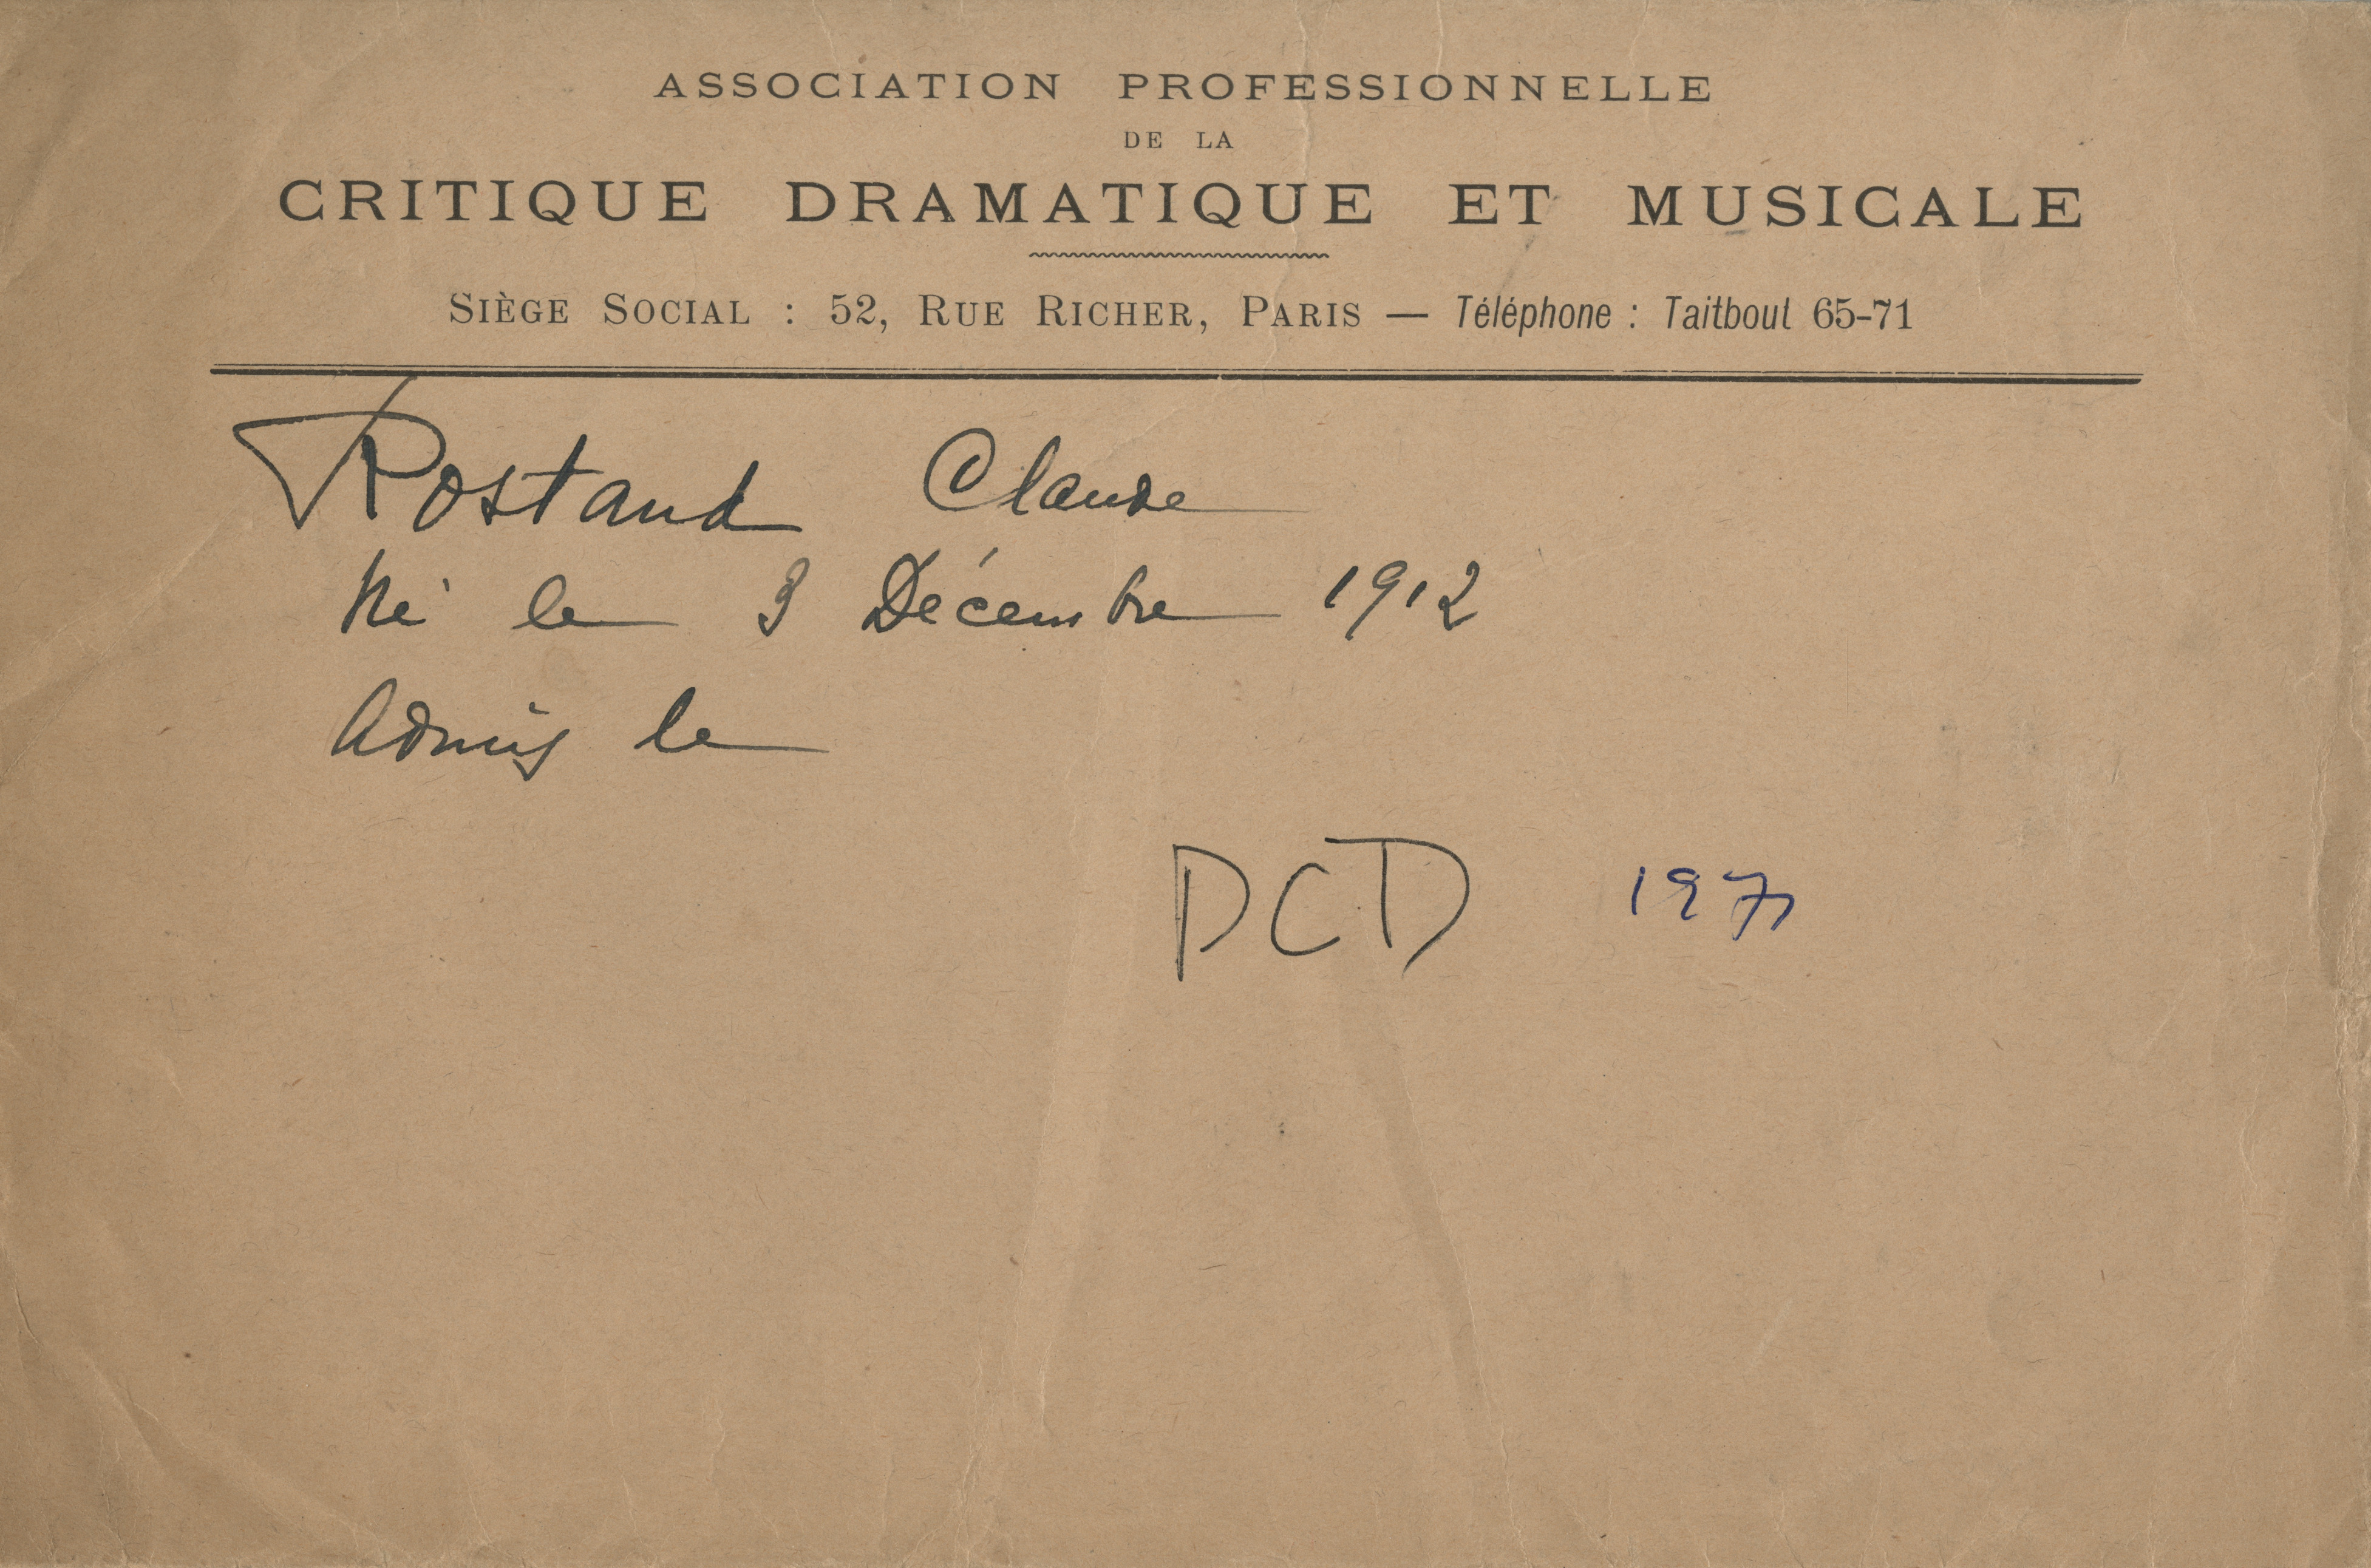 ASSOCIATION PROFESSIONNELLE
DE LA
CRITIQUE DRAMATIQUE ET MUSICALE
SIÈGE SOCIAL : 52, RUE RICHER, PARIS — Téléphone : Taitbout 65-71
Rostand Claude
Né le 3 Décembre 1912
Admis le
DCD